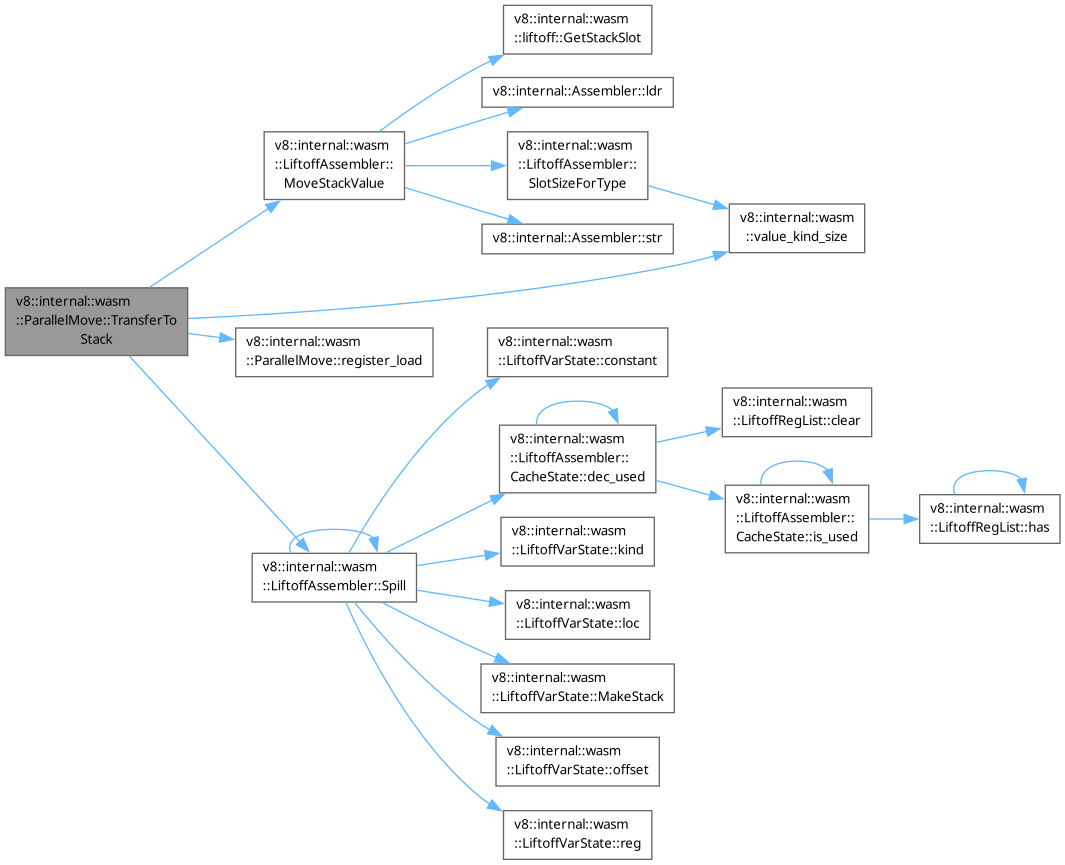 v8::internal::wasm
::liftoff::GetStackSlot
v8::internal::Assembler::ldr
v8::internal::wasm
::LiftoffAssembler::
MoveStackValue
v8::internal::wasm
::LiftoffAssembler::
SlotSizeForType
v8::internal::wasm
::value_kind_size
v8::internal::Assembler::str
v8::internal::wasm
::ParallelMove::TransferTo
Stack
v8::internal::wasm
::ParallelMove::register_load
v8::internal::wasm
::LiftoffVarState::constant
v8::internal::wasm
::LiftoffRegList::clear
v8::internal::wasm
::LiftoffAssembler::
CacheState::dec_used
v8::internal::wasm
::LiftoffAssembler::
CacheState::is_used
v8::internal::wasm
::LiftoffRegList::has
v8::internal::wasm
::LiftoffVarState::kind
v8::internal::wasm
::LiftoffAssembler::Spill
v8::internal::wasm
::LiftoffVarState::loc
v8::internal::wasm
::LiftoffVarState::MakeStack
v8::internal::wasm
::LiftoffVarState::offset
v8::internal::wasm
::LiftoffVarState::reg